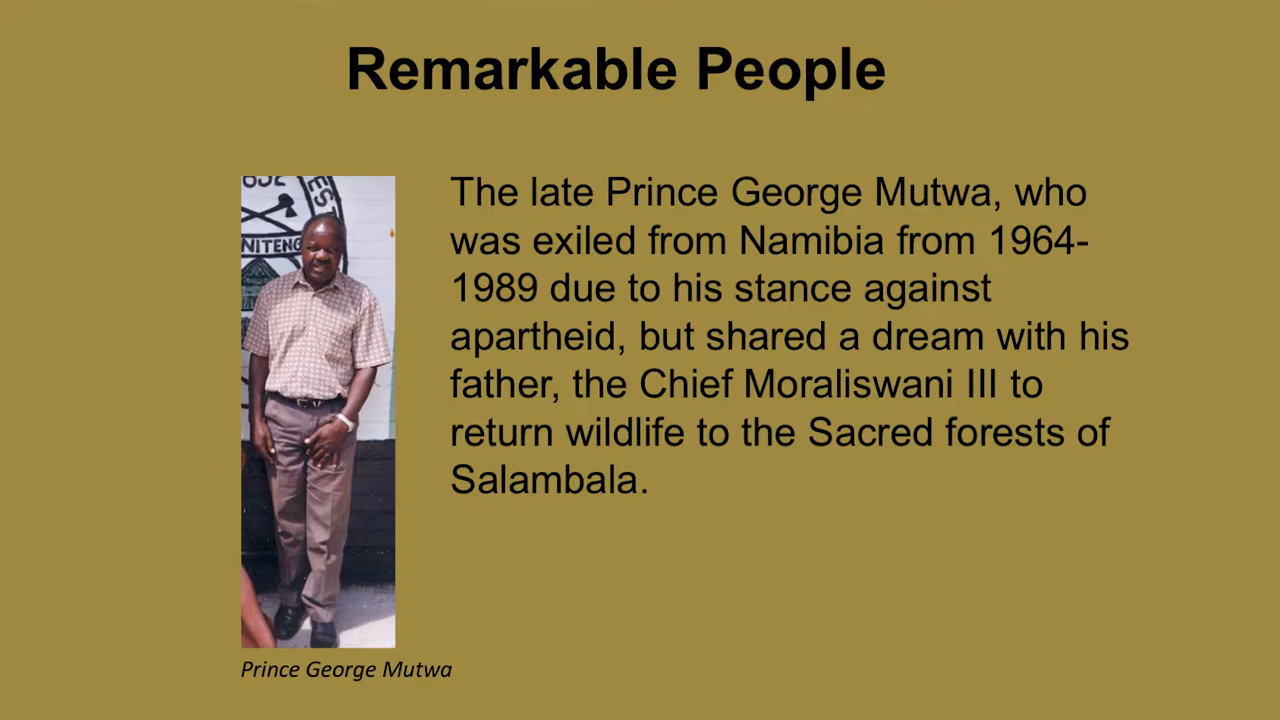 Remarkable People
The late Prince George Mutwa, who
was exiled from Namibia from 1964-
1989 due to his stance against
apartheid, but shared a dream with his
father, the Chief Moraliswani III to
return wildlife to the Sacred forests of
Salambala.
EST
NITENG
Prince George Mutwa